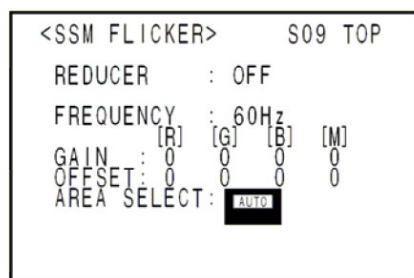 <SSM FLICKER> S09 TOP
REDUCER : OFF
FREQUENCY : 60Hz
[R] [G] [B] [M]
GAIN : 0 0 0 0
OFFSET: 0 0 0 0
AREA SELECT: AUTO